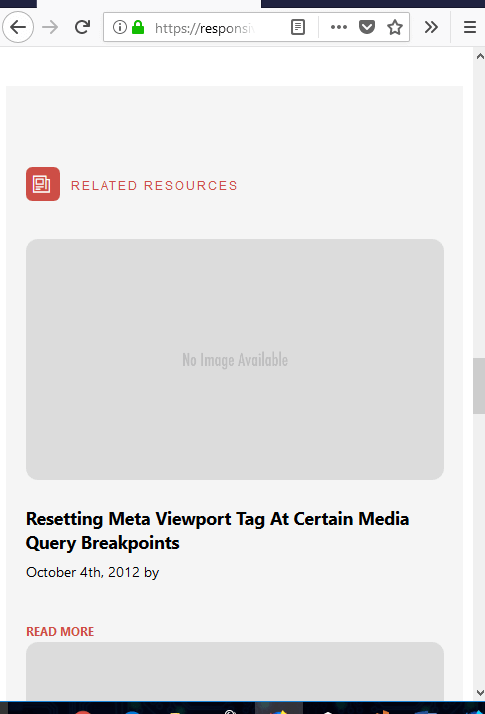 https://responsiv
RELATED RESOURCES
No Image Available
Resetting Meta Viewport Tag At Certain Media
Query Breakpoints
October 4th, 2012 by
READ MORE